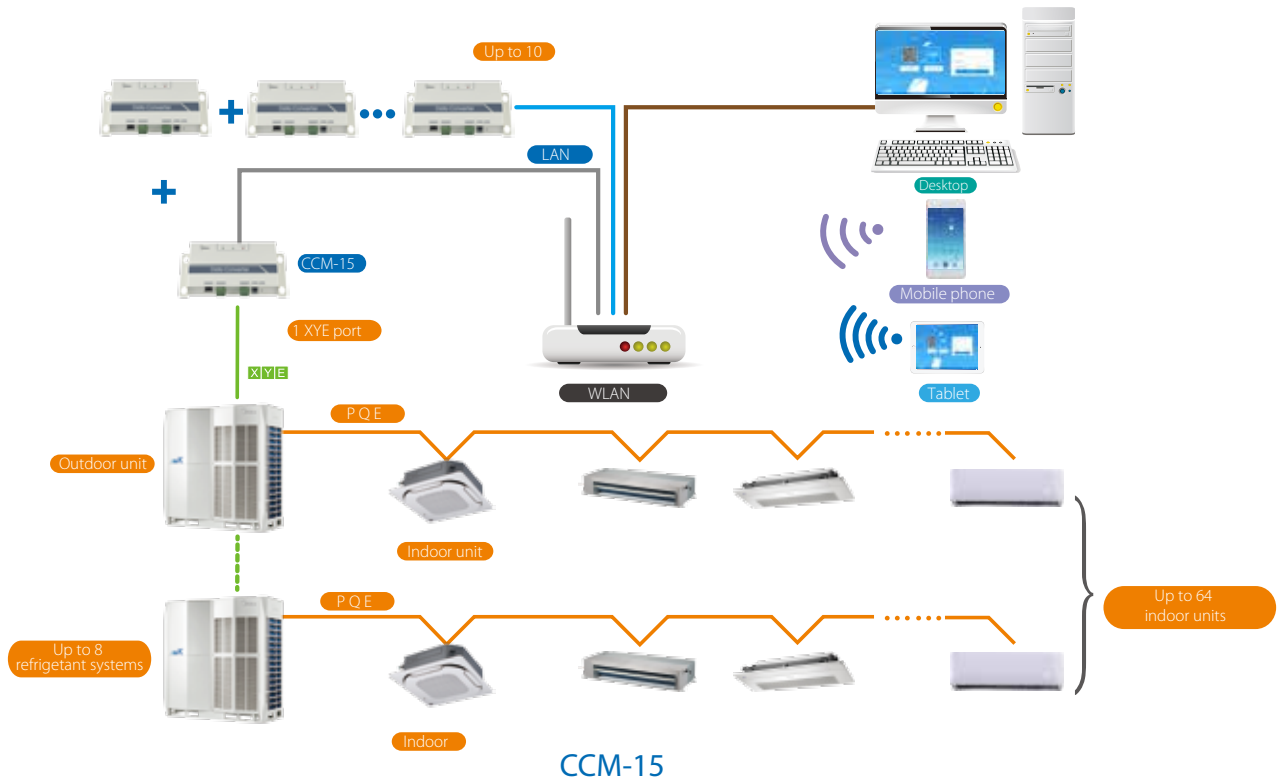 Up to 10
LAN
Desktop
CCM-15
Mobile phone
1 XYE port
X Y E
WLAN
Tablet
P Q E
Outdoor unit
Indoor unit
P Q E
Up to 64
indoor units
Up to 8
refrigetant systems
Indoor
CCM-15